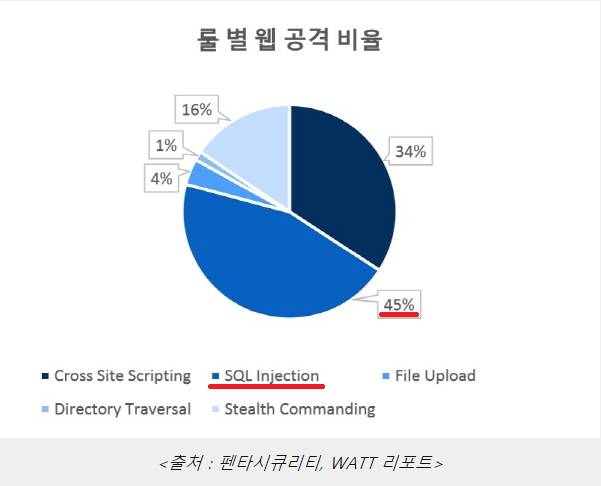 룰 별 웹 공격 비율
16%
34%
1%
4%
45%
Cross Site Scripting SQL Injection File Upload
Directory Traversal Stealth Commanding
<출처 : 펜타시큐리티, WATT 리포트>